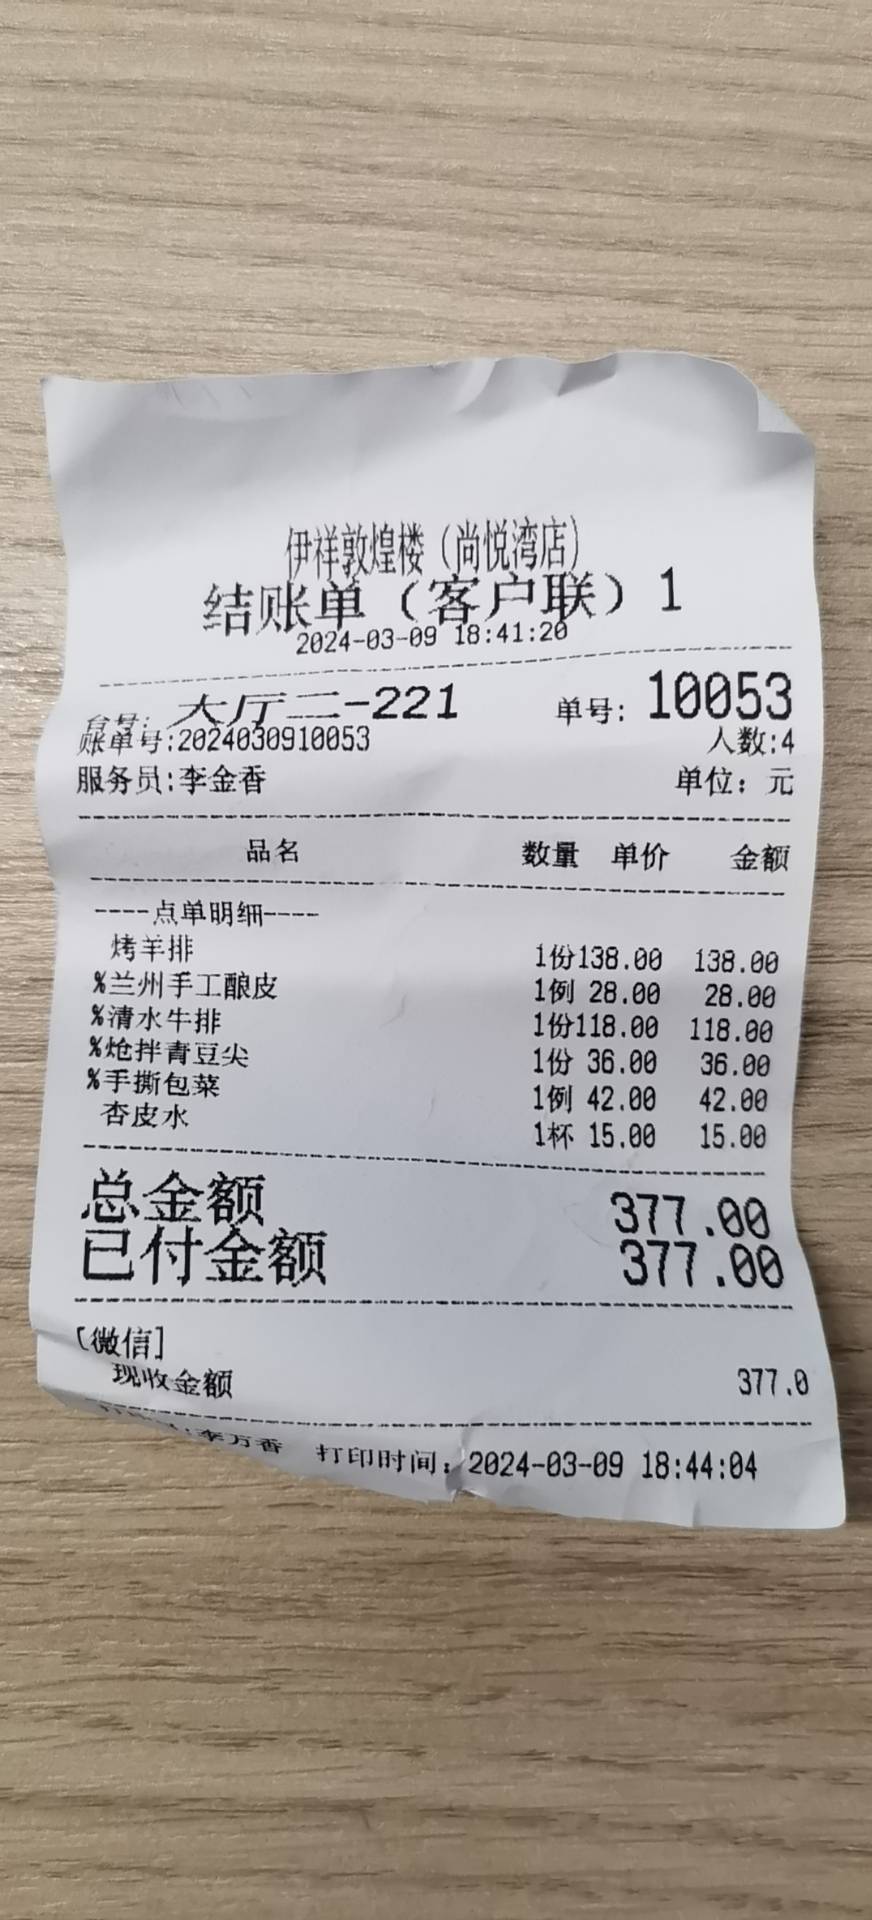 伊祥敦煌楼（尚悦湾店）
结账单（客户联）1
2024-03-09 18:41:20
台号: 大厅二-221 单号: 10053
账单号:2024030910053 人数:4
服务员:李金香 单位: 元
品名 数量 单价 金额
----点单明细----
烤羊排 1份138.00 138.00
%兰州手工酿皮 1例 28.00 28.00
%清水牛排 1份118.00 118.00
%炝拌青豆尖 1份 36.00 36.00
%手撕包菜 1例 42.00 42.00
杏皮水 1杯 15.00 15.00
总金额 377.00
已付金额 377.00
[微信]
现收金额 377.0
:李万香 打印时间: 2024-03-09 18:44:04